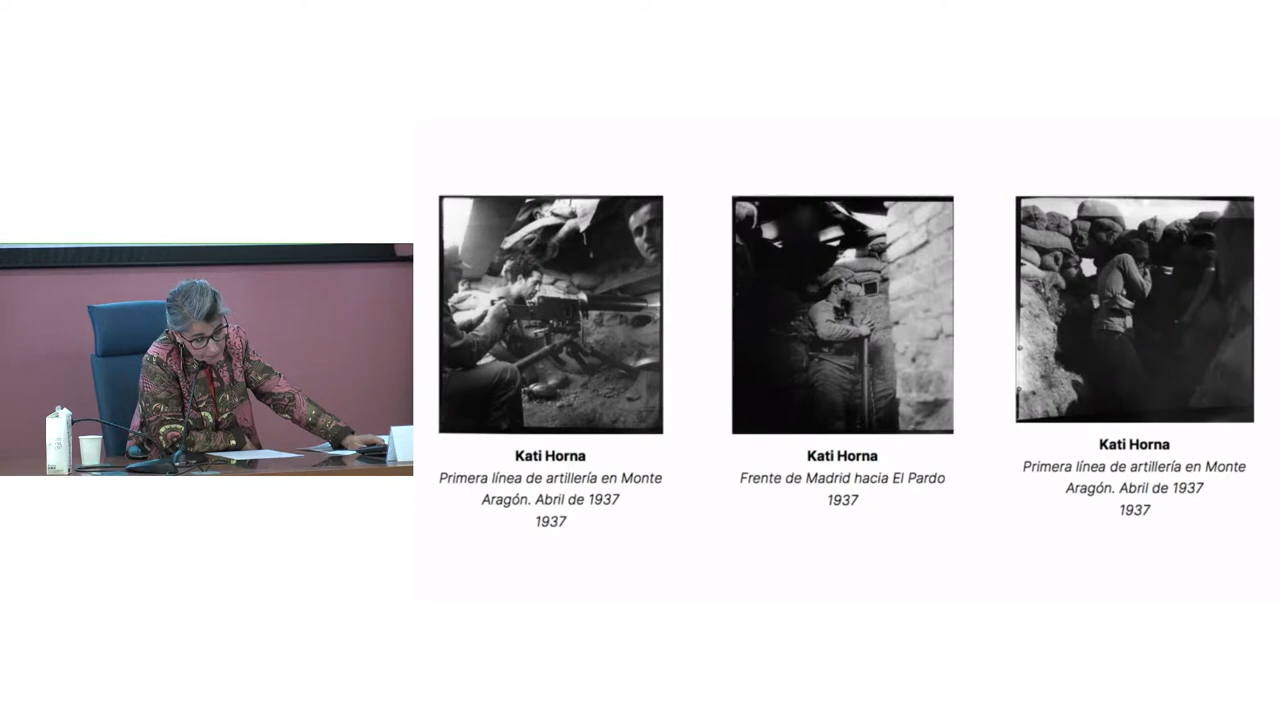 Kati Horna
Primera línea de artillería en Monte
Aragón. Abril de 1937
1937
Kati Horna
Frente de Madrid hacia El Pardo
1937
Kati Horna
Primera línea de artillería en Monte
Aragón. Abril de 1937
1937